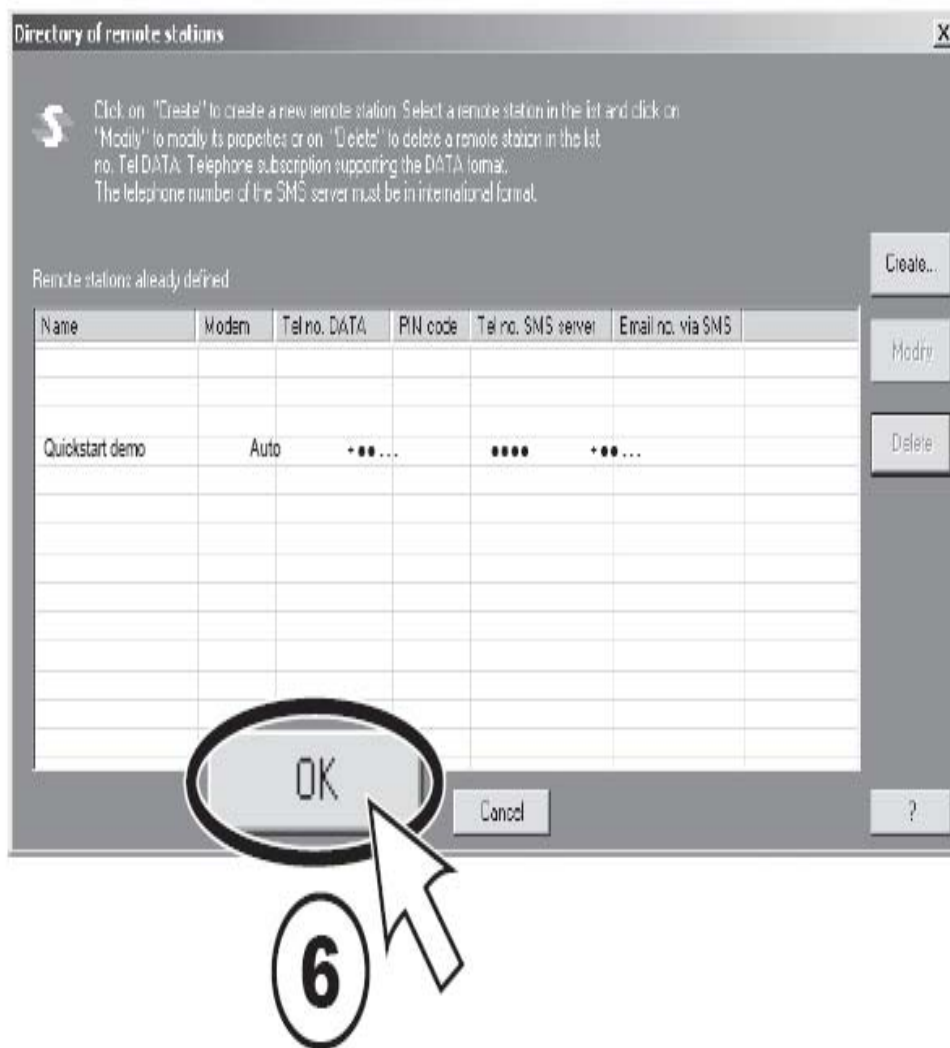 Directory of remote stations
X
Click on "Create" to create a new remote station. Select a remote station in the list and click on
"Modify" to modify its properties or on "Delete" to delete a remote station in the list
no. Tel DATA: Telephone subscription supporting the DATA format.
The telephone number of the SMS server must be in international format.
Create...
Remote stations already defined
Name Modem Tel no. DATA PIN code Tel no. SMS server Email no. via SMS
Modify
Quickstart demo Auto +●●... ●●●● +●●...
Delete
OK
Cancel
?
6